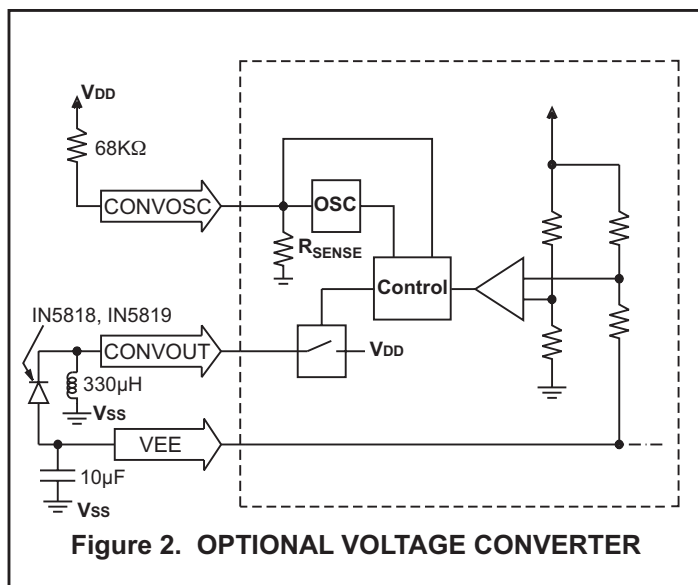 VDD
68KΩ
CONVOSC
OSC
RSENSE
Control
IN5818, IN5819
CONVOUT
VDD
330µH
VSS
VEE
10µF
VSS
Figure 2. OPTIONAL VOLTAGE CONVERTER